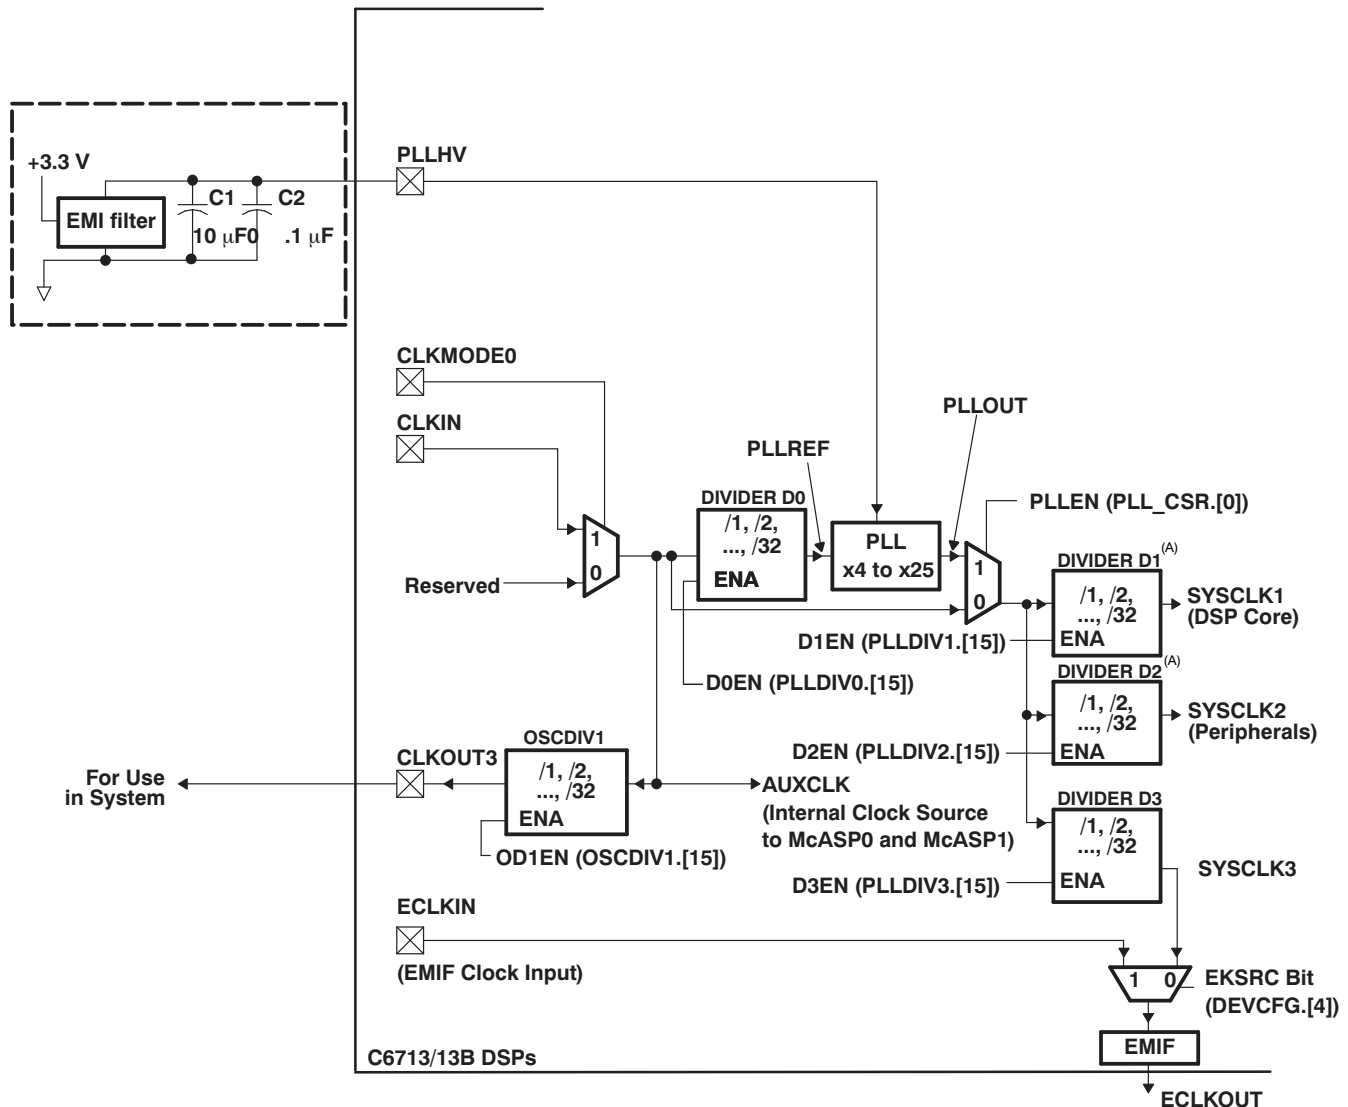 +3.3 V
EMI filter
C1
C2
10 µF0
.1 µF
PLLHV
CLKMODE0
CLKIN
Reserved
1
0
DIVIDER D0
/1, /2,
..., /32
ENA
D0EN (PLLDIV0.[15])
PLLREF
PLL
x4 to x25
PLLOUT
PLLEN (PLL_CSR.[0])
1
0
DIVIDER D1(A)
/1, /2,
..., /32
ENA
D1EN (PLLDIV1.[15])
SYSCLK1
(DSP Core)
DIVIDER D2(A)
/1, /2,
..., /32
ENA
D2EN (PLLDIV2.[15])
SYSCLK2
(Peripherals)
DIVIDER D3
/1, /2,
..., /32
ENA
D3EN (PLLDIV3.[15])
SYSCLK3
For Use
in System
CLKOUT3
OSCDIV1
/1, /2,
..., /32
ENA
OD1EN (OSCDIV1.[15])
AUXCLK
(Internal Clock Source
to McASP0 and McASP1)
ECLKIN
(EMIF Clock Input)
1 0
EKSRC Bit
(DEVCFG.[4])
EMIF
ECLKOUT
C6713/13B DSPs